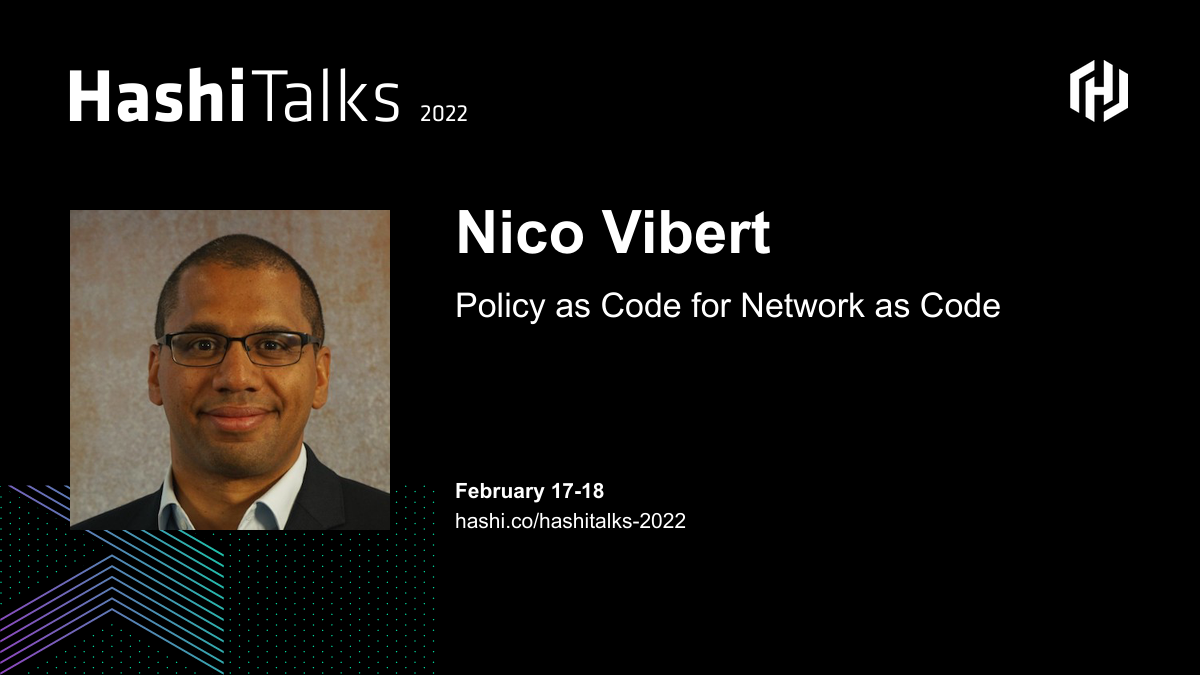 HashiTalks 2022
Nico Vibert
Policy as Code for Network as Code
February 17-18
hashi.co/hashitalks-2022